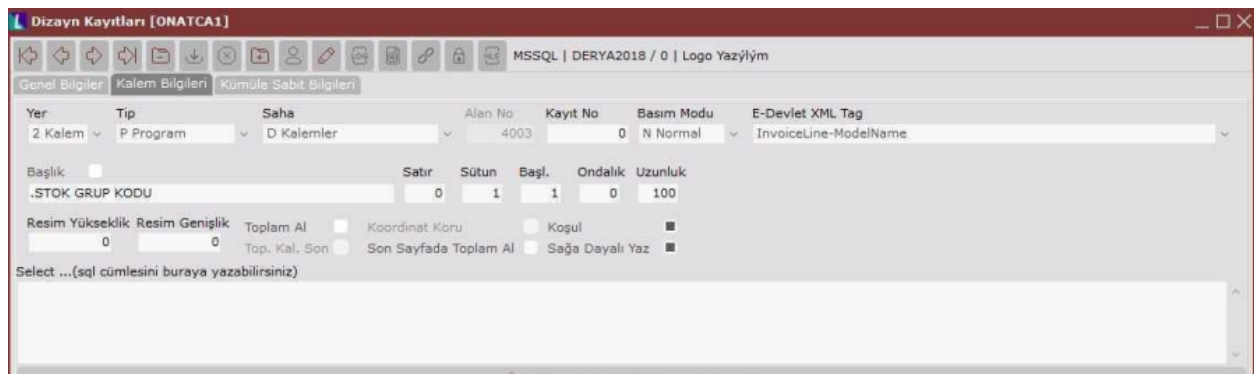 Dizayn Kayıtları [ONATCA1]
MSSQL | DERYA2018 / 0 | Logo Yazýlým
Genel Bilgiler Kalem Bilgileri Kümüle Sabit Bilgileri
Yer Tip Saha Alan No Kayıt No Basım Modu E-Devlet XML Tag
2 Kalem P Program D Kalemler 4003 0 N Normal InvoiceLine-ModelName
Başlık Satır Sütun Başl. Ondalık Uzunluk
.STOK GRUP KODU 0 1 1 0 100
Resim Yükseklik Resim Genişlik Toplam Al Koordinat Koru Koşul
0 0 Top. Kal. Son Son Sayfada Toplam Al Sağa Dayalı Yaz
Select ...(sql cümlesini buraya yazabilirsiniz)